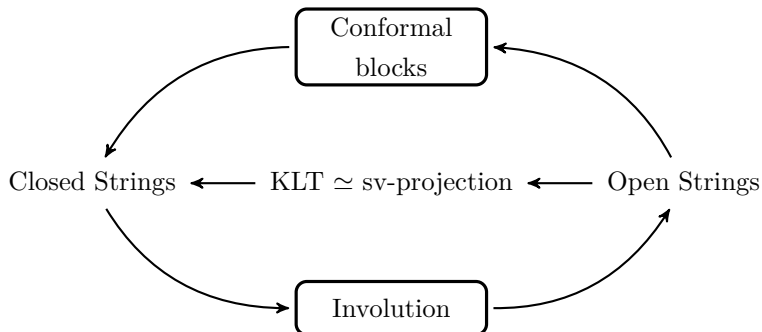 Conformal
blocks
Closed Strings
KLT ≃ sv-projection
Open Strings
Involution